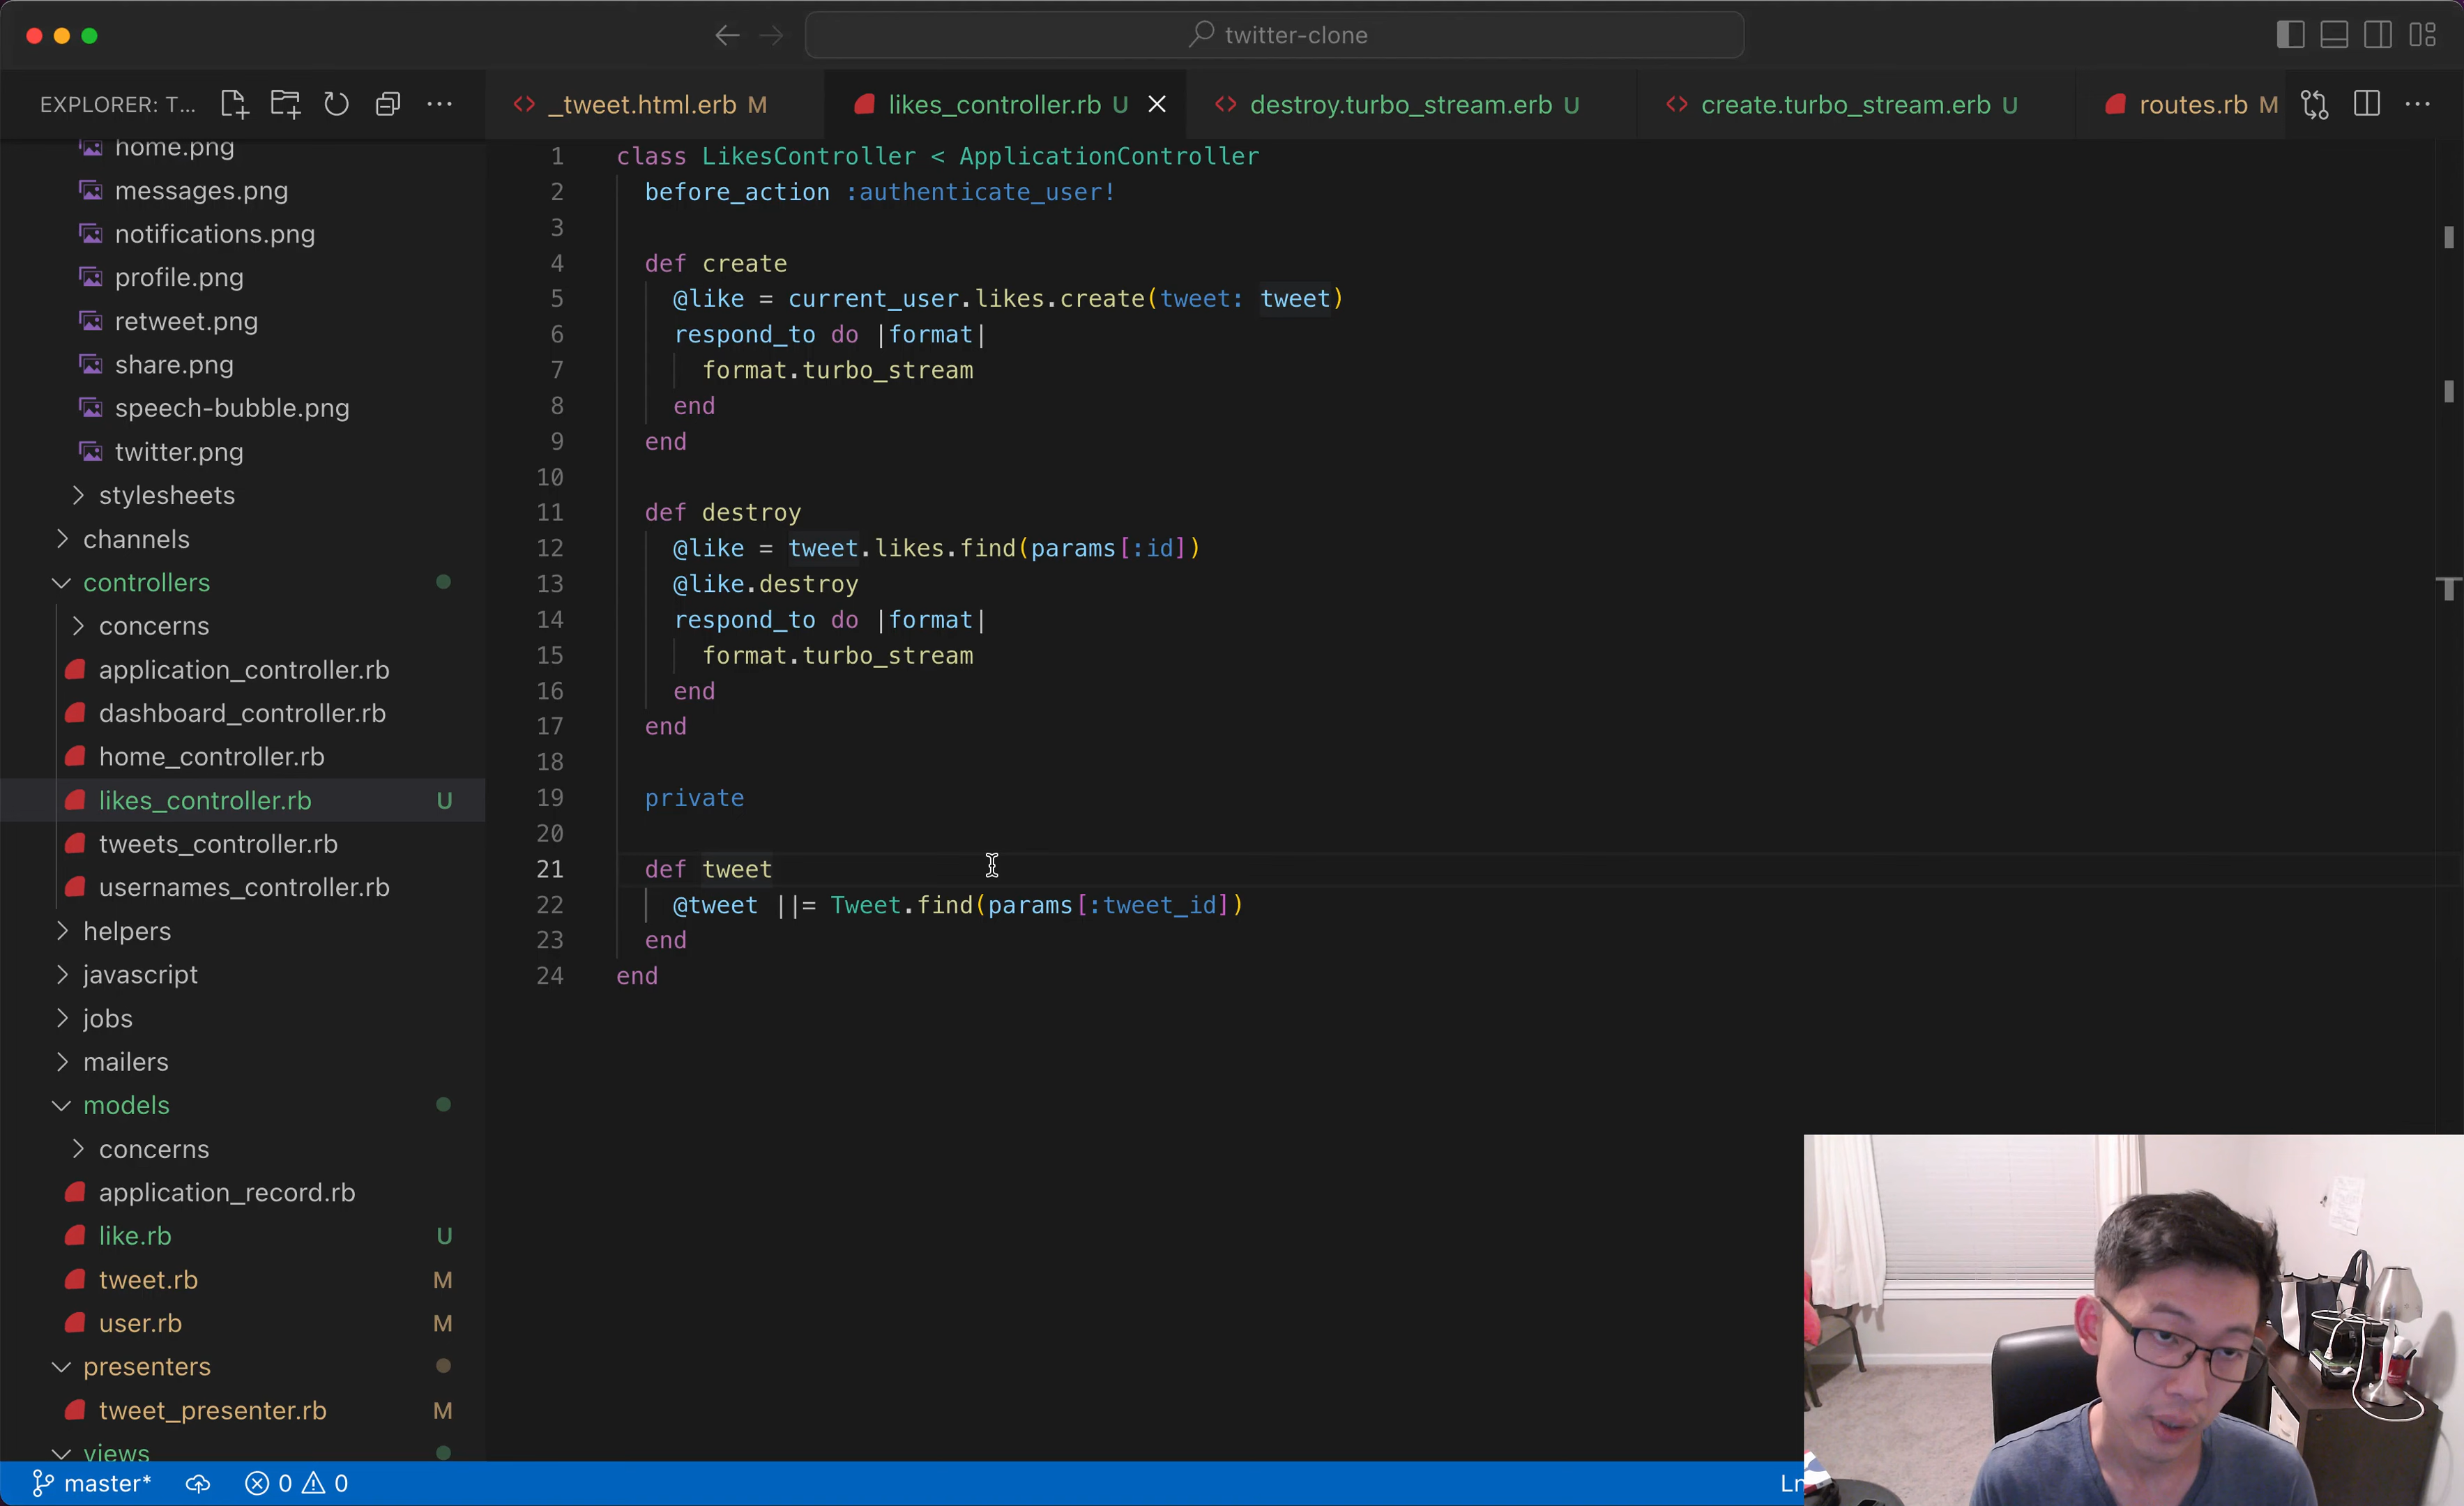 twitter-clone
EXPLORER: T...
_tweet.html.erb M
likes_controller.rb U
destroy.turbo_stream.erb U
create.turbo_stream.erb U
routes.rb M
home.png
messages.png
notifications.png
profile.png
retweet.png
share.png
speech-bubble.png
twitter.png
stylesheets
channels
controllers
concerns
application_controller.rb
dashboard_controller.rb
home_controller.rb
likes_controller.rb U
tweets_controller.rb
usernames_controller.rb
helpers
javascript
jobs
mailers
models
concerns
application_record.rb
like.rb U
tweet.rb M
user.rb M
presenters
tweet_presenter.rb M
views
1 class LikesController < ApplicationController
2 before_action :authenticate_user!
3
4 def create
5 @like = current_user.likes.create(tweet: tweet)
6 respond_to do |format|
7 format.turbo_stream
8 end
9 end
10
11 def destroy
12 @like = tweet.likes.find(params[:id])
13 @like.destroy
14 respond_to do |format|
15 format.turbo_stream
16 end
17 end
18
19 private
20
21 def tweet
22 @tweet ||= Tweet.find(params[:tweet_id])
23 end
24 end
master* 0 0
Ln